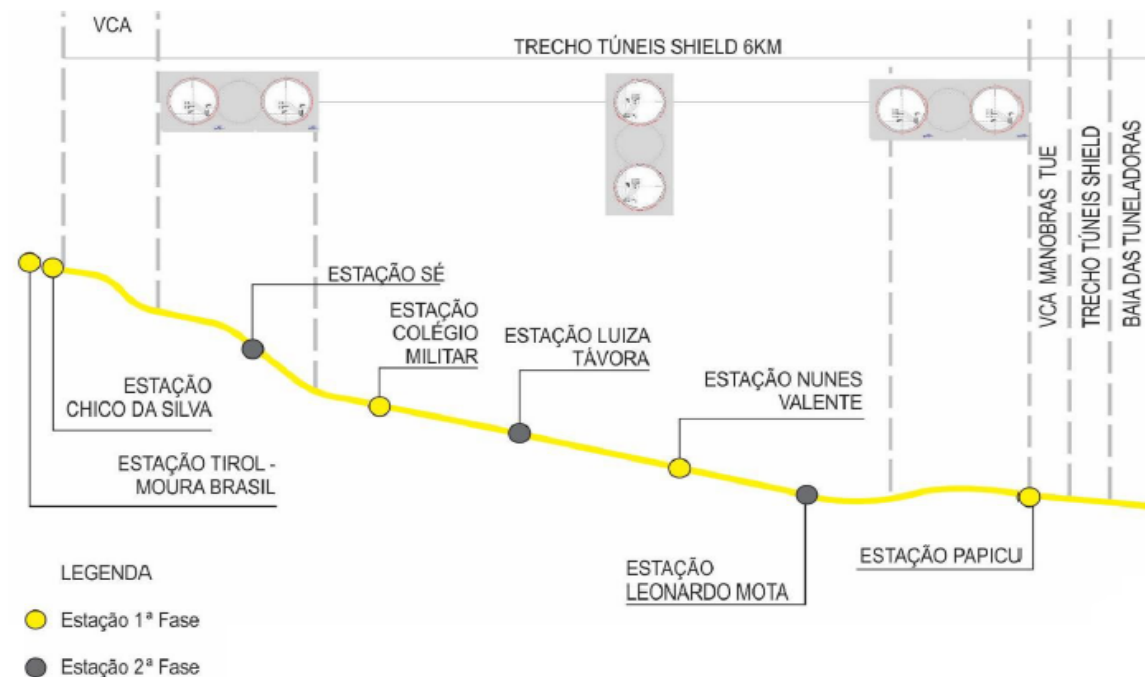 VCA
TRECHO TÚNEIS SHIELD 6KM
VCA MANOBRAS TUE
TRECHO TÚNEIS SHIELD
BAIA DAS TUNELADORAS
ESTAÇÃO SÉ
ESTAÇÃO
COLÉGIO
MILITAR
ESTAÇÃO LUIZA
TÁVORA
ESTAÇÃO NUNES
VALENTE
ESTAÇÃO
CHICO DA SILVA
ESTAÇÃO TIROL -
MOURA BRASIL
ESTAÇÃO
LEONARDO MOTA
ESTAÇÃO PAPICU
LEGENDA
Estação 1ª Fase
Estação 2ª Fase